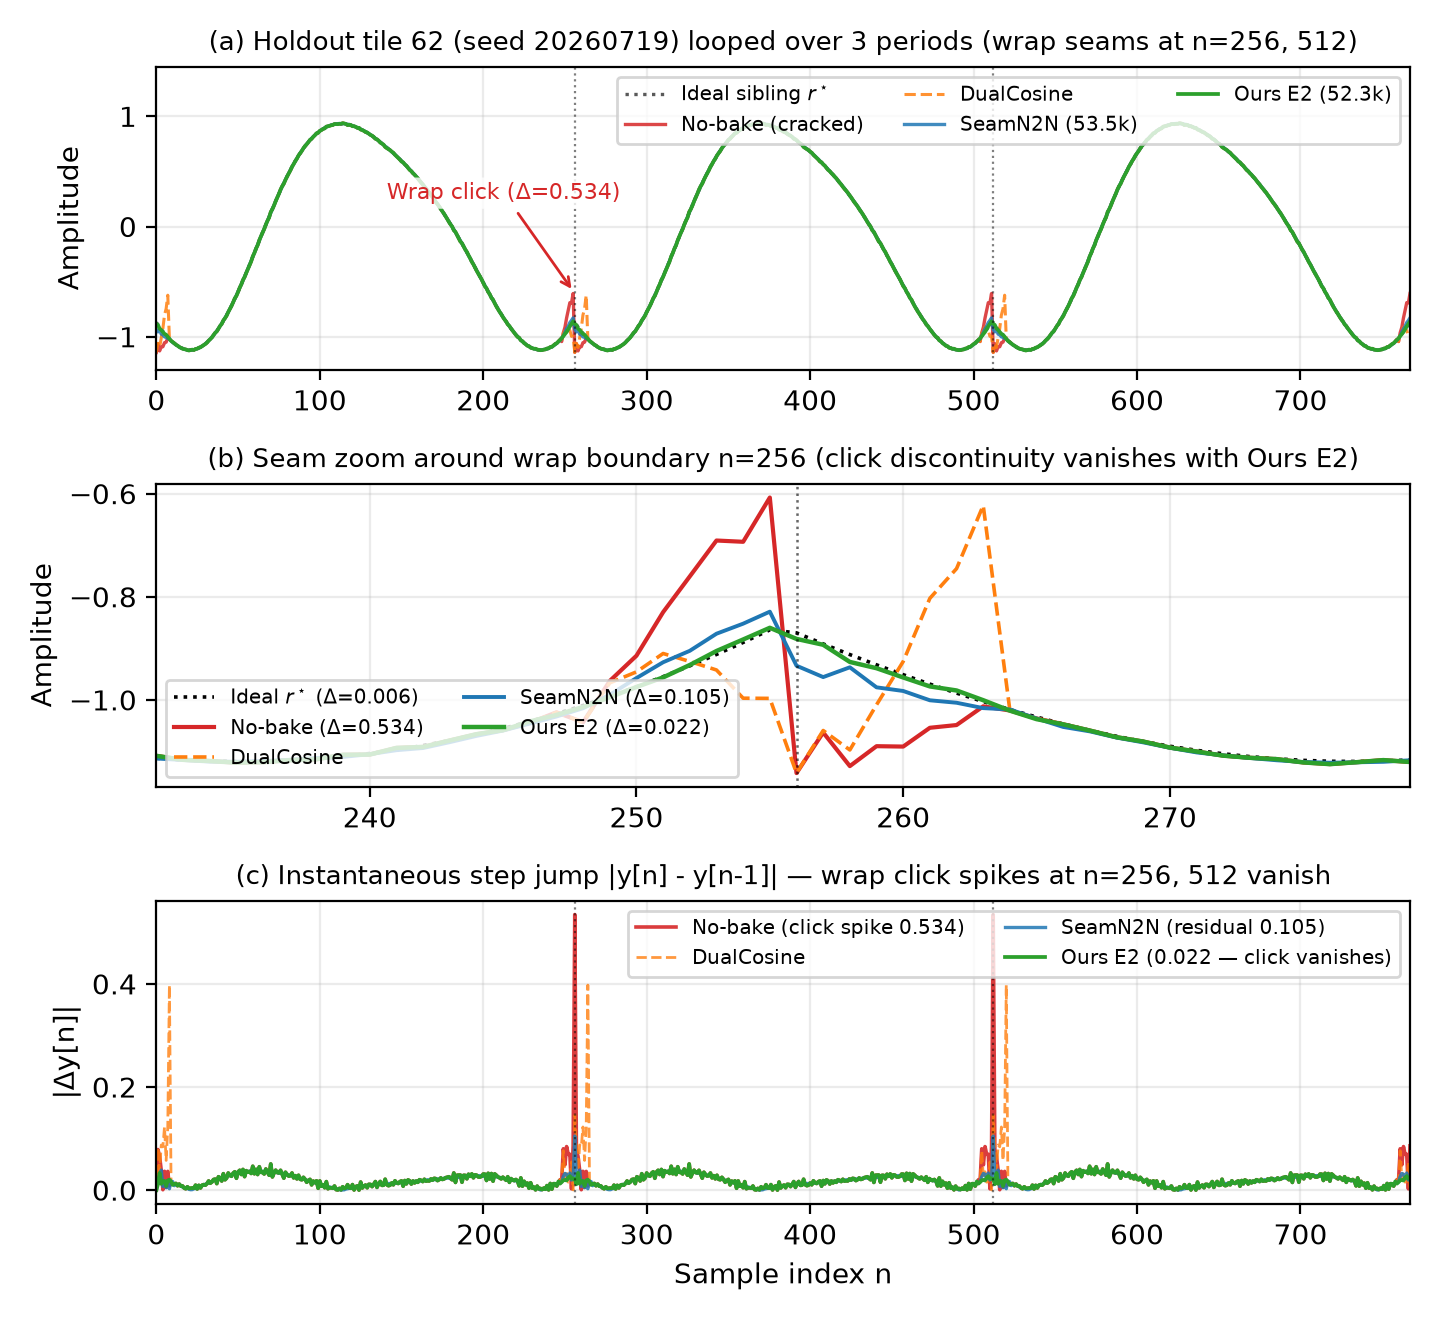 (a) Holdout tile 62 (seed 20260719) looped over 3 periods (wrap seams at n=256, 512)
Amplitude
1
0
−1
Ideal sibling r⋆
No-bake (cracked)
DualCosine
SeamN2N (53.5k)
Ours E2 (52.3k)
Wrap click (Δ=0.534)
0 100 200 300 400 500 600 700
(b) Seam zoom around wrap boundary n=256 (click discontinuity vanishes with Ours E2)
Amplitude
−0.6
−0.8
−1.0
Ideal r⋆ (Δ=0.006)
No-bake (Δ=0.534)
DualCosine
SeamN2N (Δ=0.105)
Ours E2 (Δ=0.022)
240 250 260 270
(c) Instantaneous step jump |y[n] - y[n-1]| — wrap click spikes at n=256, 512 vanish
|Δy[n]|
0.4
0.2
0.0
No-bake (click spike 0.534)
DualCosine
SeamN2N (residual 0.105)
Ours E2 (0.022 — click vanishes)
0 100 200 300 400 500 600 700
Sample index n